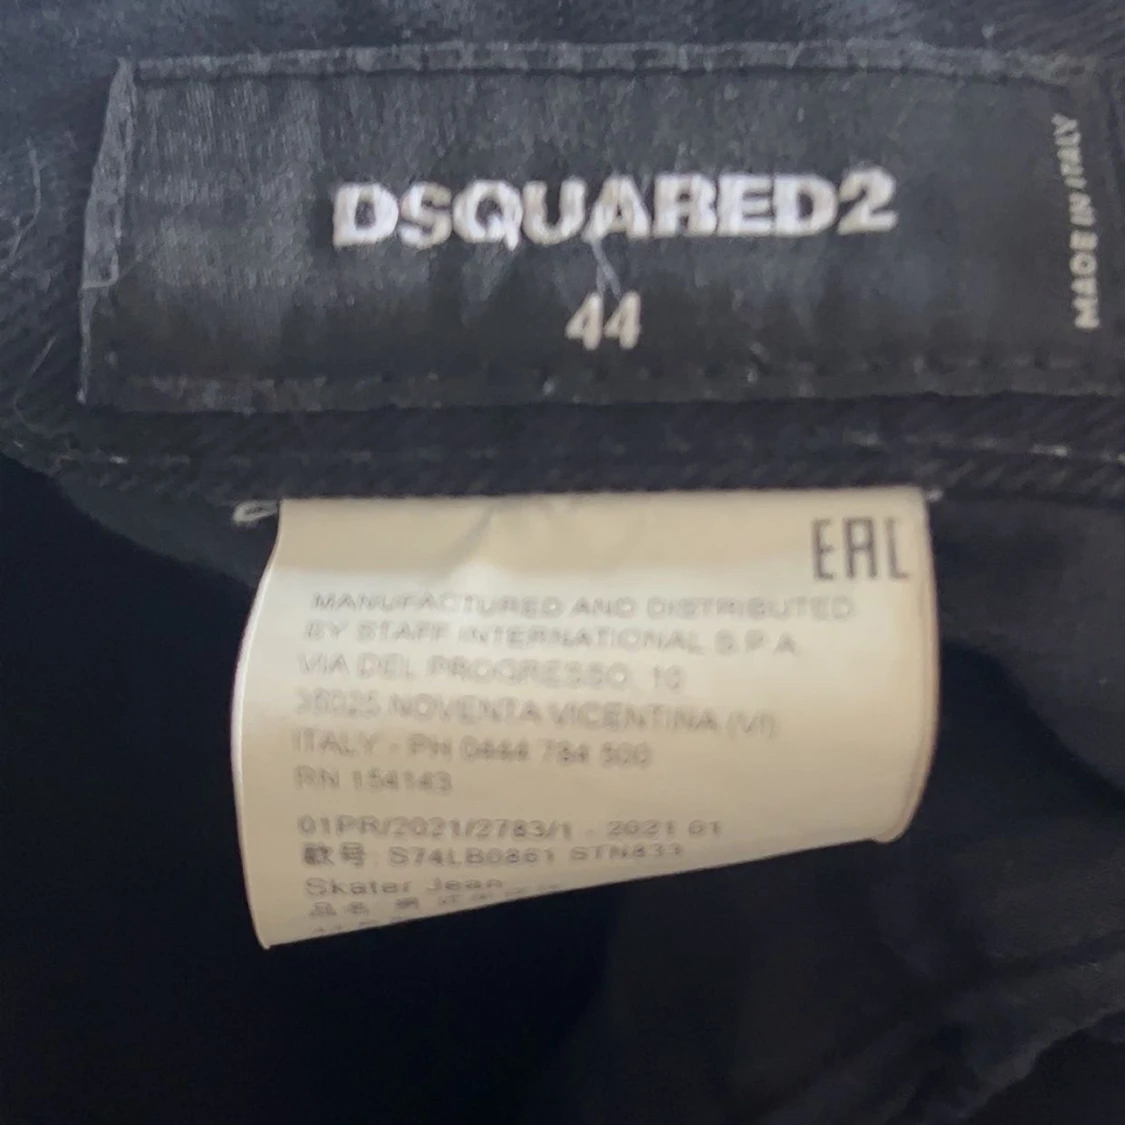 DSQUARED2
44
MADE IN ITALY
EAC
MANUFACTURED AND DISTRIBUTED
BY STAFF INTERNATIONAL S.P.A.
VIA DEL PROGRESSO, 10
36025 NOVENTA VICENTINA (VI)
ITALY - PH 0444 784 500
RN 154143
01PR/2021/2783/1 - 2021 01
款号: S74LB0861 STN833
Skater Jean
品名